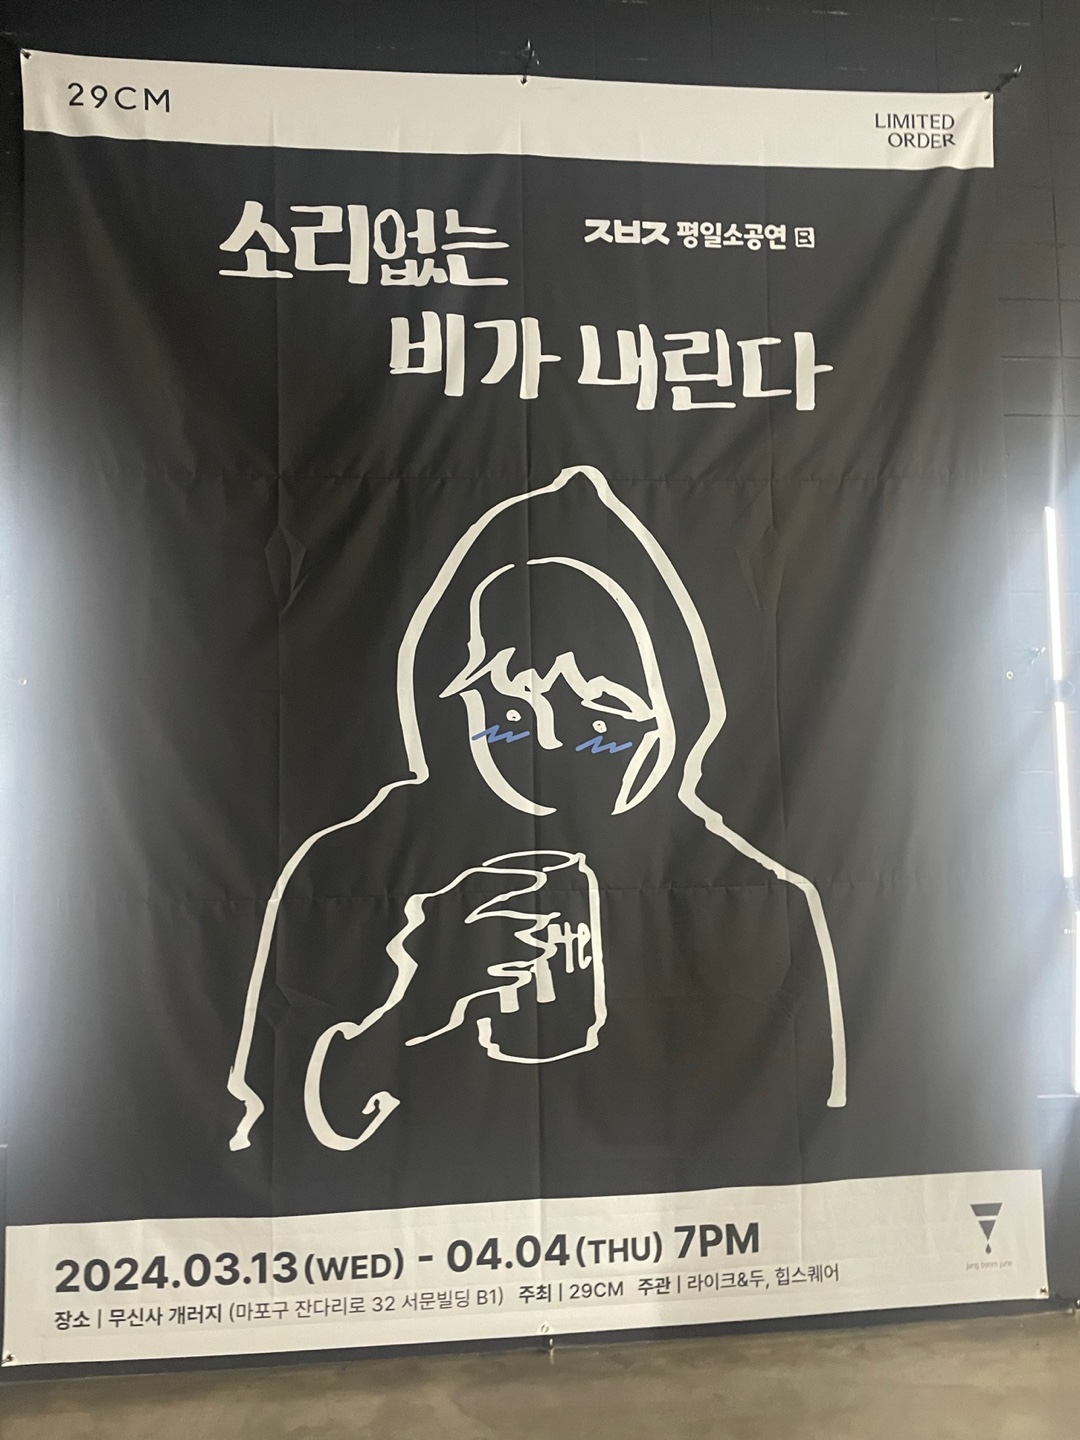 29CM
LIMITED
ORDER
소리없는
ㅈㅂㅈ 평일소공연 B
비가 내린다
2024.03.13(WED) - 04.04(THU) 7PM
장소 | 무신사 개러지 (마포구 잔다리로 32 서문빌딩 B1) 주최 | 29CM 주관 | 라이크&두, 힙스퀘어